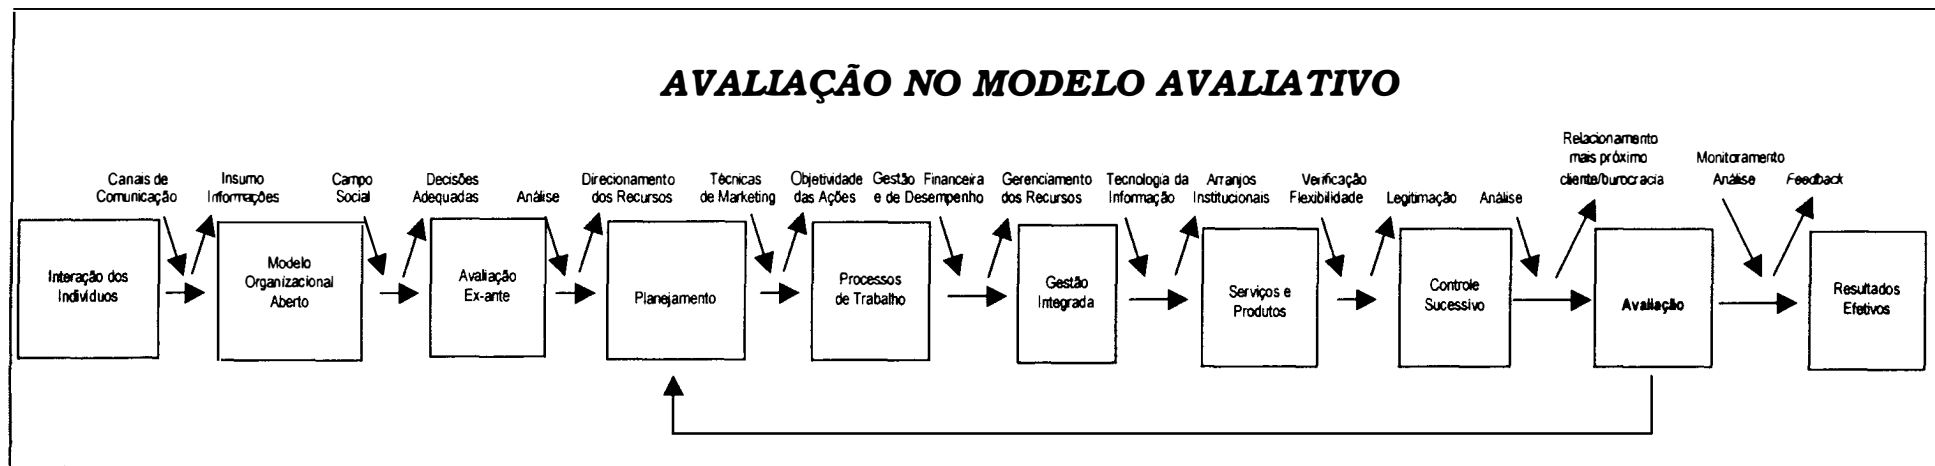 AVALIAÇÃO NO MODELO AVALIATIVO
Canais de
Comunicação
Insumo
Informações
Campo
Social
Decisões
Adequadas
Análise
Direcionamento
dos Recursos
Técnicas
de Marketing
Objetividade
das Ações
Gestão Financeira
e de Desempenho
Gerenciamento
dos Recursos
Tecnologia da
Informação
Arranjos
Institucionais
Verificação
Flexibilidade
Legitimação
Análise
Relacionamento
mais próximo
cliente/burocracia
Monitoramento
Análise
Feedback
Interação dos
Indivíduos
Modelo
Organizacional
Aberto
Avaliação
Ex-ante
Planejamento
Processos
de Trabalho
Gestão
Integrada
Serviços e
Produtos
Controle
Sucessivo
Avaliação
Resultados
Efetivos